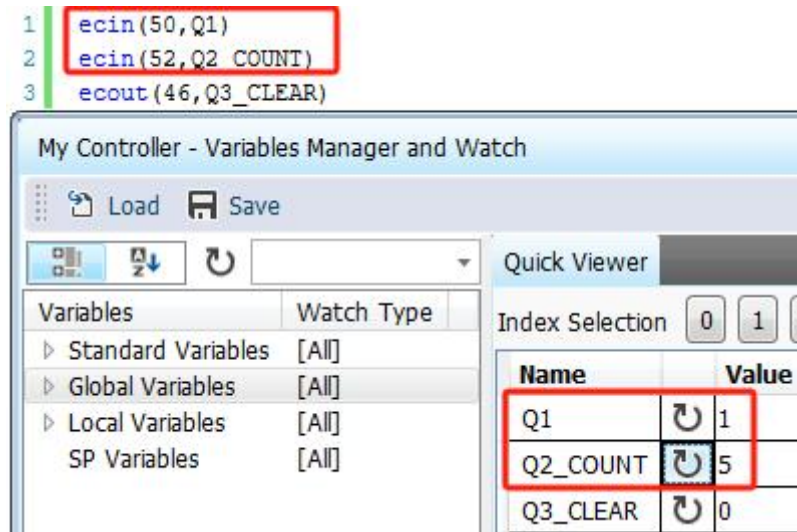 1 ecin(50,Q1)
2 ecin(52,Q2_COUNT)
3 ecout(46,Q3_CLEAR)
My Controller - Variables Manager and Watch
Load Save
Quick Viewer
Variables Watch Type
Index Selection 0 1
Standard Variables [All]
Global Variables [All]
Local Variables [All]
SP Variables [All]
Name Value
Q1 1
Q2_COUNT 5
Q3_CLEAR 0